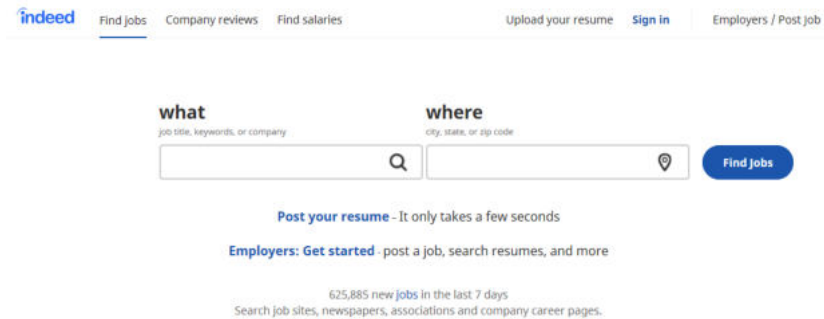 indeed Find jobs Company reviews Find salaries Upload your resume Sign in Employers / Post Job
what where
job title, keywords, or company city, state, or zip code
Find Jobs
Post your resume - It only takes a few seconds
Employers: Get started - post a job, search resumes, and more
625,885 new jobs in the last 7 days
Search job sites, newspapers, associations and company career pages.